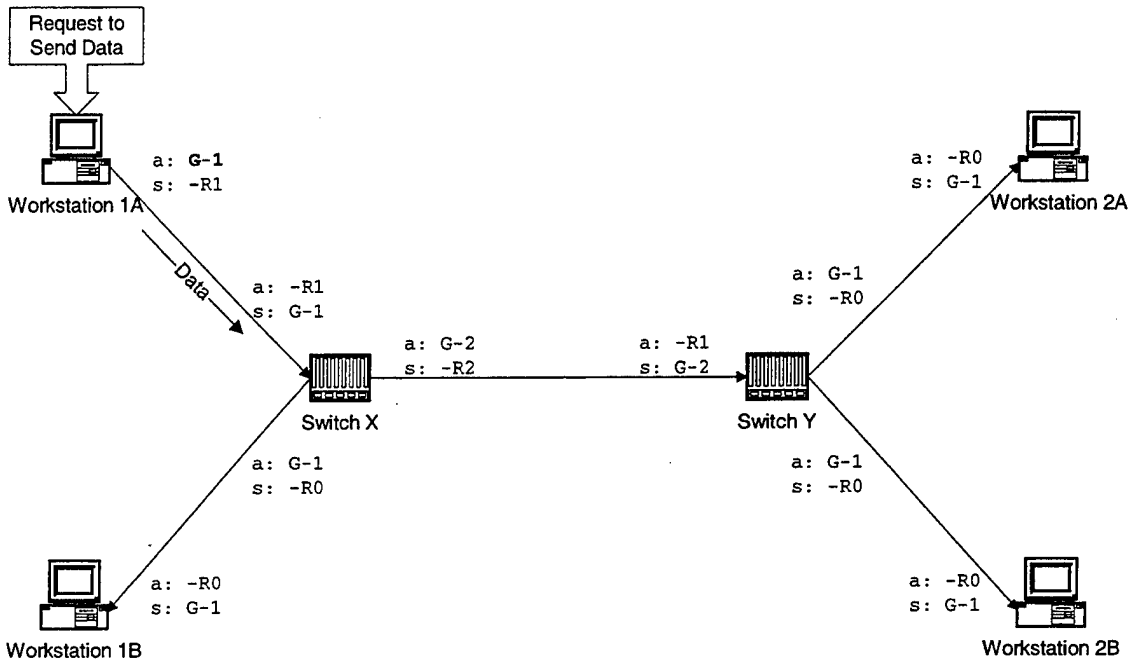 Request to
Send Data
a: G-1
s: -R1
Workstation 1A
Data
a: -R1
s: G-1
a: -R0
s: G-1
Workstation 2A
a: G-1
s: -R0
a: G-2
s: -R2
a: -R1
s: G-2
Switch X
Switch Y
a: G-1
s: -R0
a: G-1
s: -R0
a: -R0
s: G-1
Workstation 1B
a: -R0
s: G-1
Workstation 2B